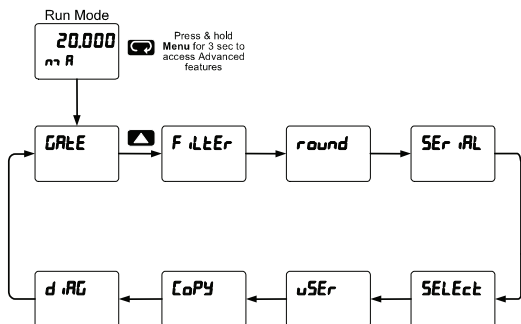 Run Mode
20.000
mA
Press & hold
Menu for 3 sec to
access Advanced
features
GAtE
FiLtEr
round
SEriAL
diAG
CoPY
uSEr
SELEct